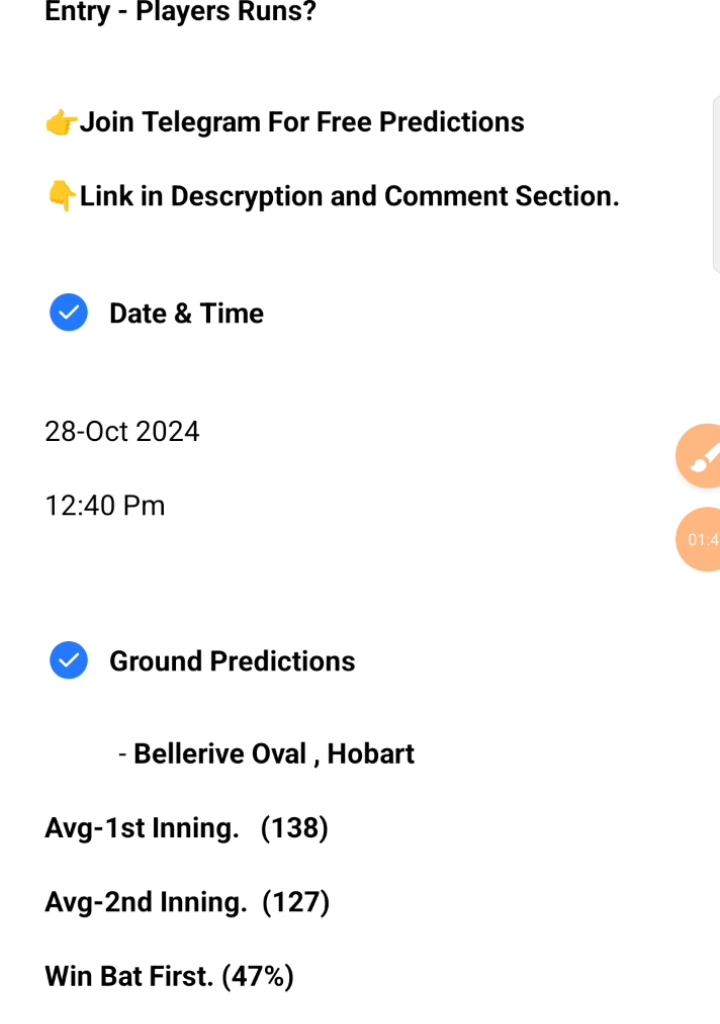 Entry - Players Runs?
👉Join Telegram For Free Predictions
👇Link in Descryption and Comment Section.
Date & Time
28-Oct 2024
12:40 Pm
01:4
Ground Predictions
- Bellerive Oval , Hobart
Avg-1st Inning. (138)
Avg-2nd Inning. (127)
Win Bat First. (47%)